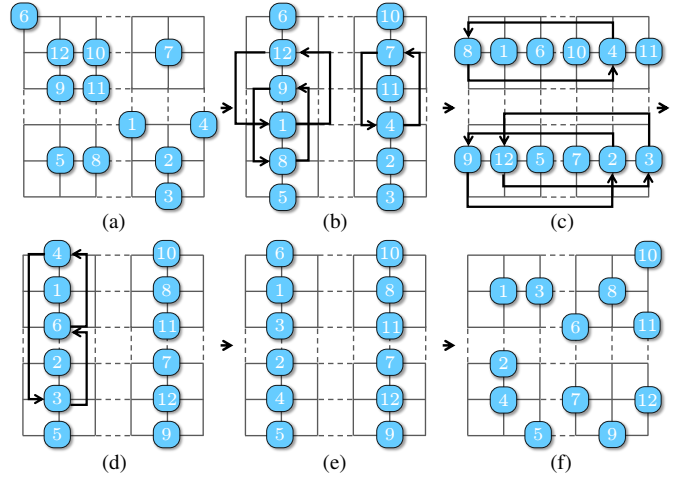 6
12 10 7
9 11
1 4
5 8 2
3
(a)
6 10
12 7
9 11
1 4
8 2
5 3
(b)
8 1 6 10 4 11
9 12 5 7 2 3
(c)
4 10
1 8
6 11
2 7
3 12
5 9
(d)
6 10
1 8
3 11
2 7
4 12
5 9
(e)
10
1 3 8
6 11
2
4 7 12
5 9
(f)